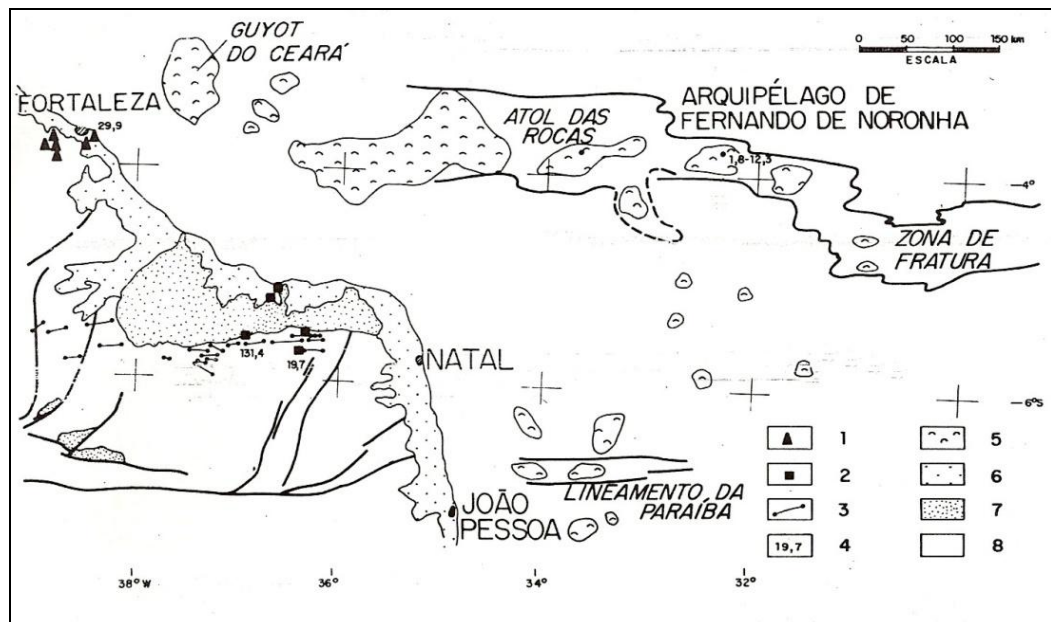 GUYOT
DO CEARÁ
0 50 100 150 km
ESCALA
FORTALEZA
29,9
ATOL DAS
ROCAS
ARQUIPÉLAGO DE
FERNANDO DE NORONHA
1,8-12,3
4°
ZONA DE
FRATURA
131,4
19,7
NATAL
6°S
LINEAMENTO DA
PARAÍBA
JOÃO
PESSOA
1
2
3
19,7 4
5
6
7
8
38°W
36°
34°
32°